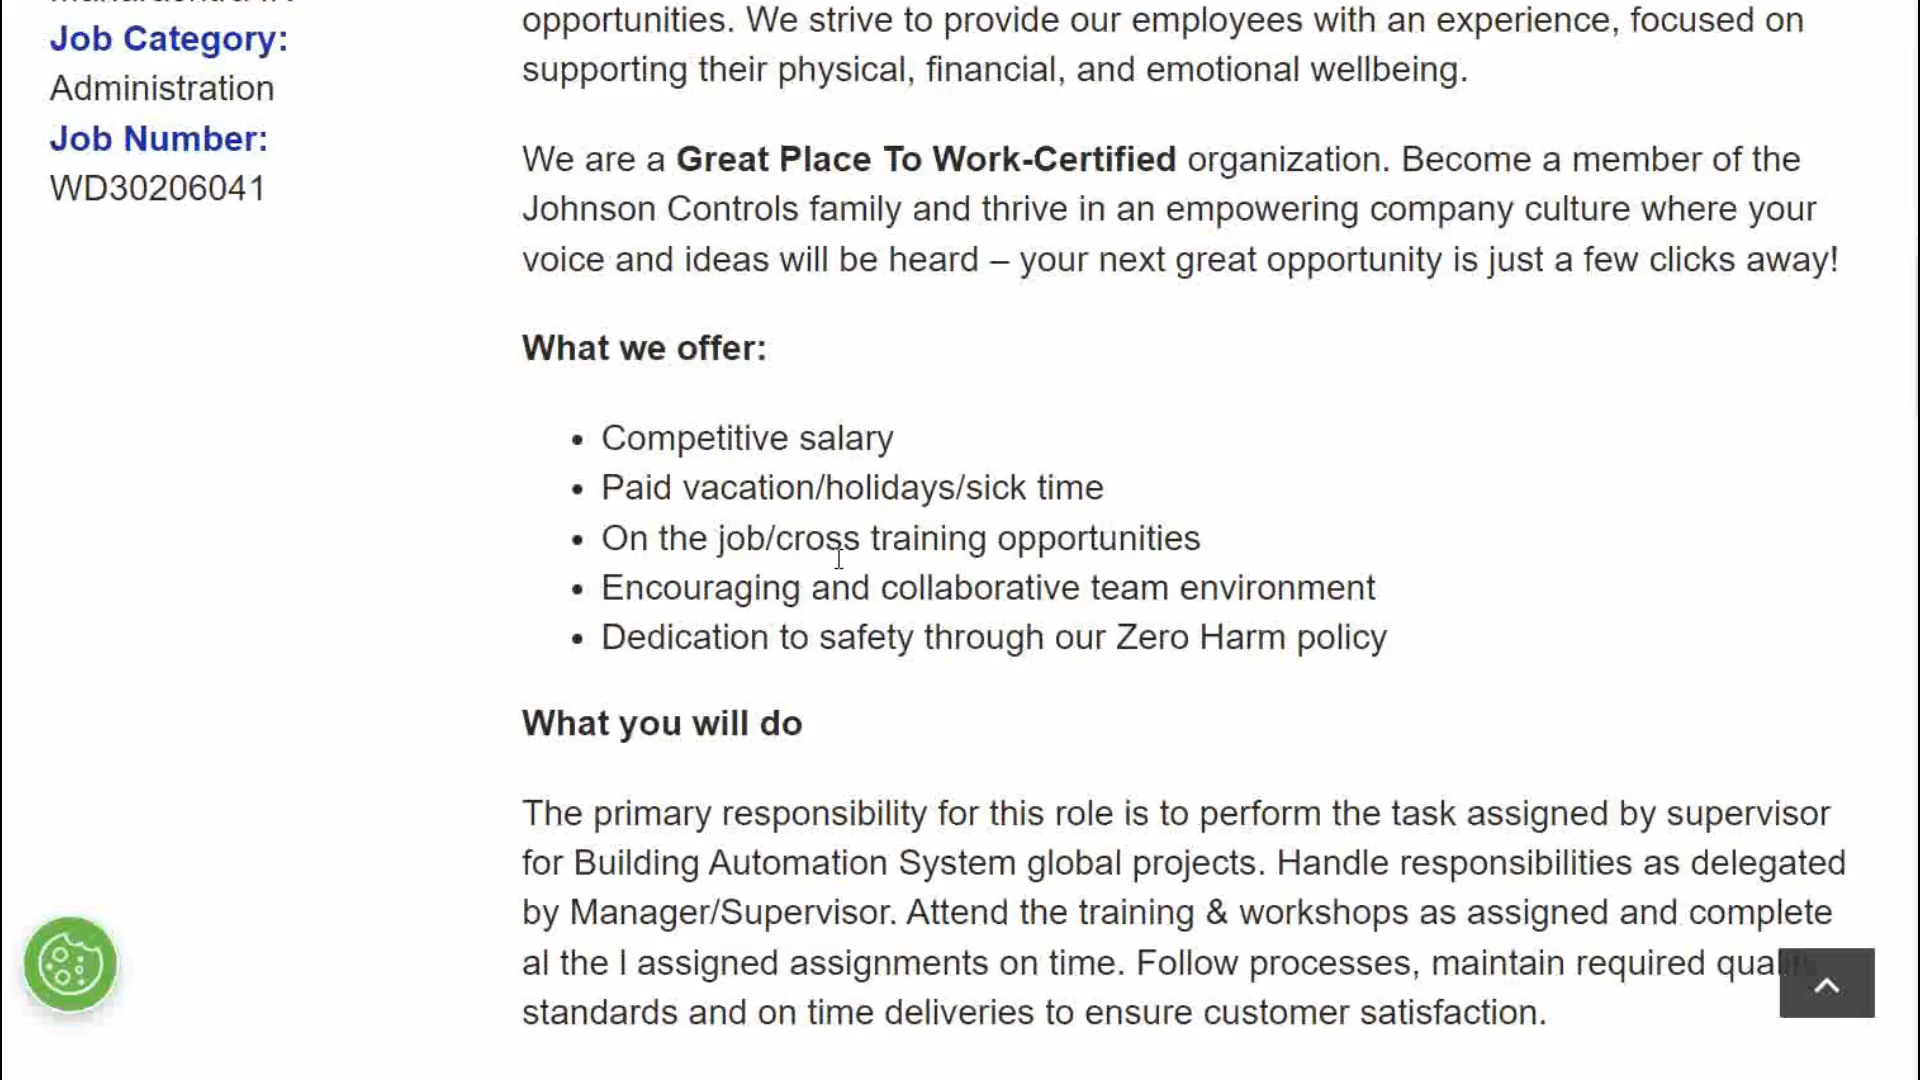 Job Category:
Administration
Job Number:
WD30206041
opportunities. We strive to provide our employees with an experience, focused on
supporting their physical, financial, and emotional wellbeing.
We are a Great Place To Work-Certified organization. Become a member of the
Johnson Controls family and thrive in an empowering company culture where your
voice and ideas will be heard – your next great opportunity is just a few clicks away!
What we offer:
• Competitive salary
• Paid vacation/holidays/sick time
• On the job/cross training opportunities
• Encouraging and collaborative team environment
• Dedication to safety through our Zero Harm policy
What you will do
The primary responsibility for this role is to perform the task assigned by supervisor
for Building Automation System global projects. Handle responsibilities as delegated
by Manager/Supervisor. Attend the training & workshops as assigned and complete
al the l assigned assignments on time. Follow processes, maintain required quality
standards and on time deliveries to ensure customer satisfaction.